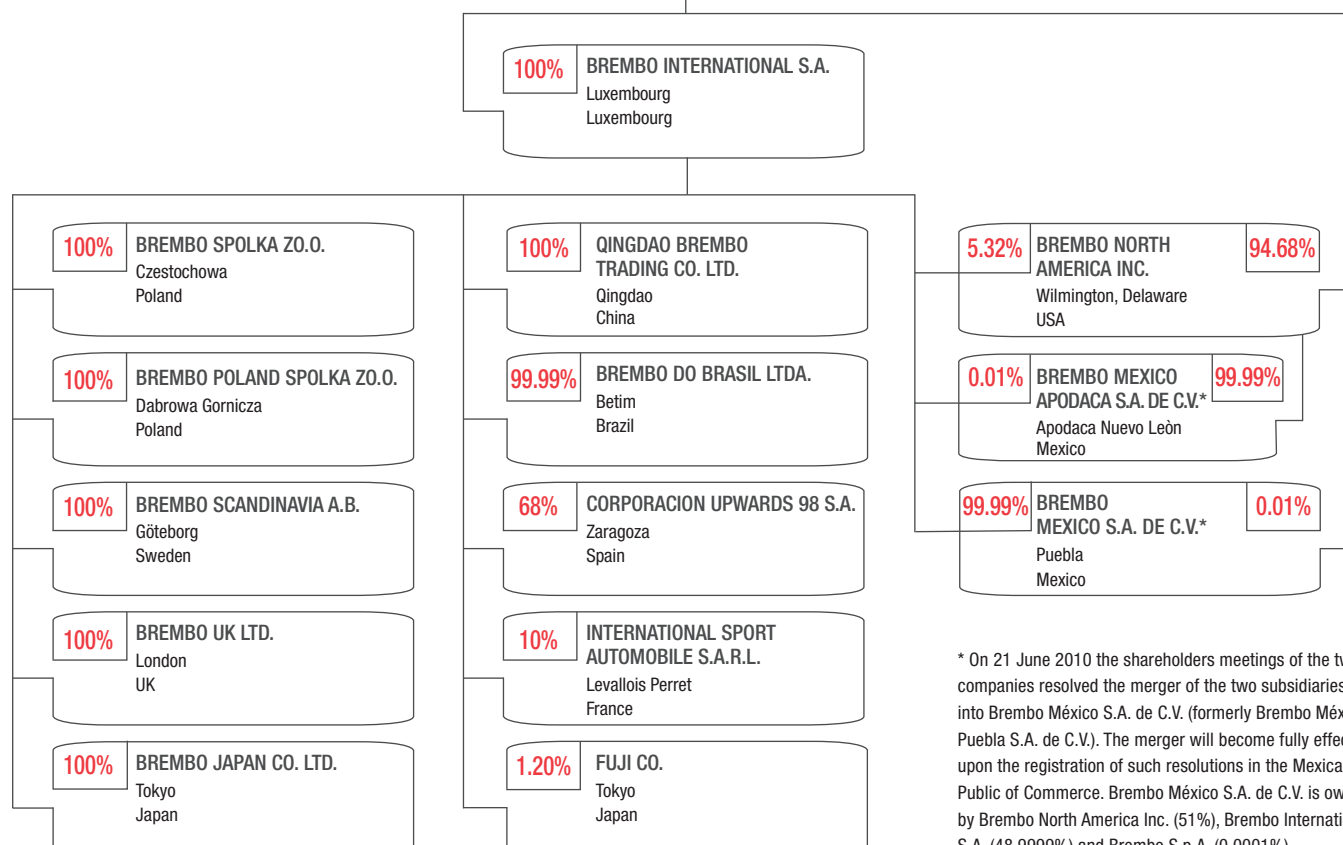 100%
BREMBO INTERNATIONAL S.A.
Luxembourg
Luxembourg
100%
BREMBO SPOLKA ZO.O.
Czestochowa
Poland
100%
BREMBO POLAND SPOLKA ZO.O.
Dabrowa Gornicza
Poland
100%
BREMBO SCANDINAVIA A.B.
Göteborg
Sweden
100%
BREMBO UK LTD.
London
UK
100%
BREMBO JAPAN CO. LTD.
Tokyo
Japan
100%
QINGDAO BREMBO
TRADING CO. LTD.
Qingdao
China
99.99%
BREMBO DO BRASIL LTDA.
Betim
Brazil
68%
CORPORACION UPWARDS 98 S.A.
Zaragoza
Spain
10%
INTERNATIONAL SPORT
AUTOMOBILE S.A.R.L.
Levallois Perret
France
1.20%
FUJI CO.
Tokyo
Japan
5.32%
BREMBO NORTH
AMERICA INC.
94.68%
Wilmington, Delaware
USA
0.01%
BREMBO MEXICO
APODACA S.A. DE C.V.*
99.99%
Apodaca Nuevo Leòn
Mexico
99.99%
BREMBO
MEXICO S.A. DE C.V.*
0.01%
Puebla
Mexico
* On 21 June 2010 the shareholders meetings of the
companies resolved the merger of the two subsidiaries
into Brembo México S.A. de C.V. (formerly Brembo
Puebla S.A. de C.V.). The merger will become fully
upon the registration of such resolutions in the
Public of Commerce. Brembo México S.A. de C.V. is
by Brembo North America Inc. (51%), Brembo
S.A. (48.9999%) and Brembo S.p.A. (0.0001%)